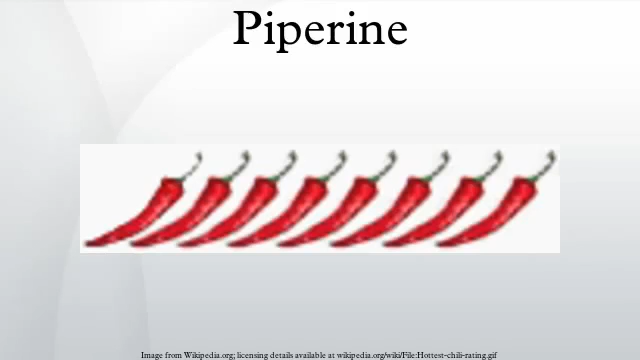 Piperine
Image from Wikipedia.org; licensing details available at wikipedia.org/wiki/File:Hottest-chili-rating.gif